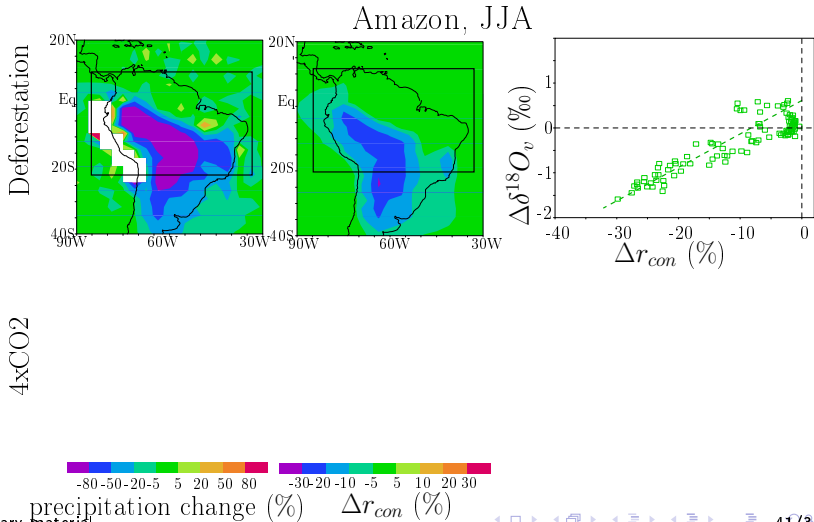 Amazon, JJA
Deforestation
20N
Eq
20S
40S
90W 60W 30W
20N
Eq
20S
40S
90W 60W 30W
Δδ¹⁸Oᵥ (‰)
1
0
-1
-2
-40 -20 -10 0
Δr_con (%)
4xCO2
-80 -50 -20 -5 5 20 50 80
precipitation change (%)
-30 -20 -10 -5 5 10 20 30
Δr_con (%)